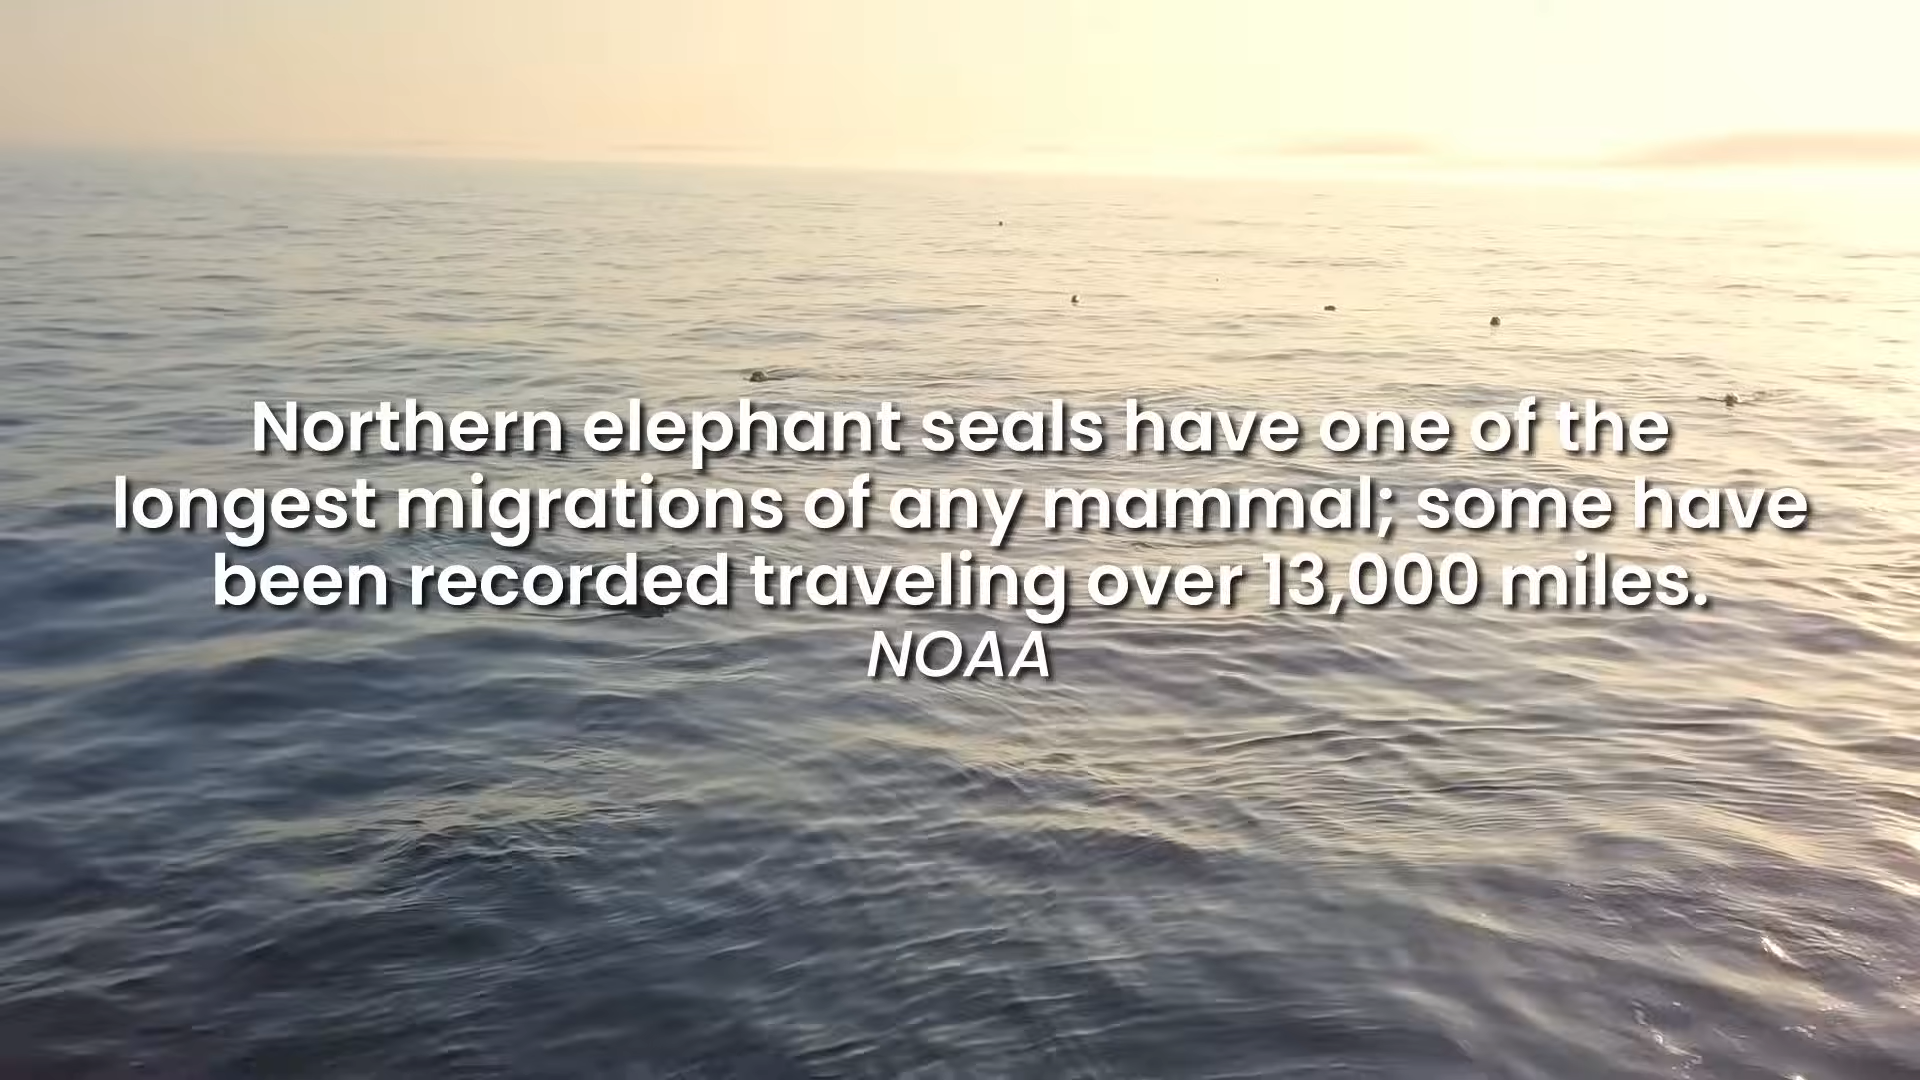 Northern elephant seals have one of the
longest migrations of any mammal; some have
been recorded traveling over 13,000 miles.
NOAA